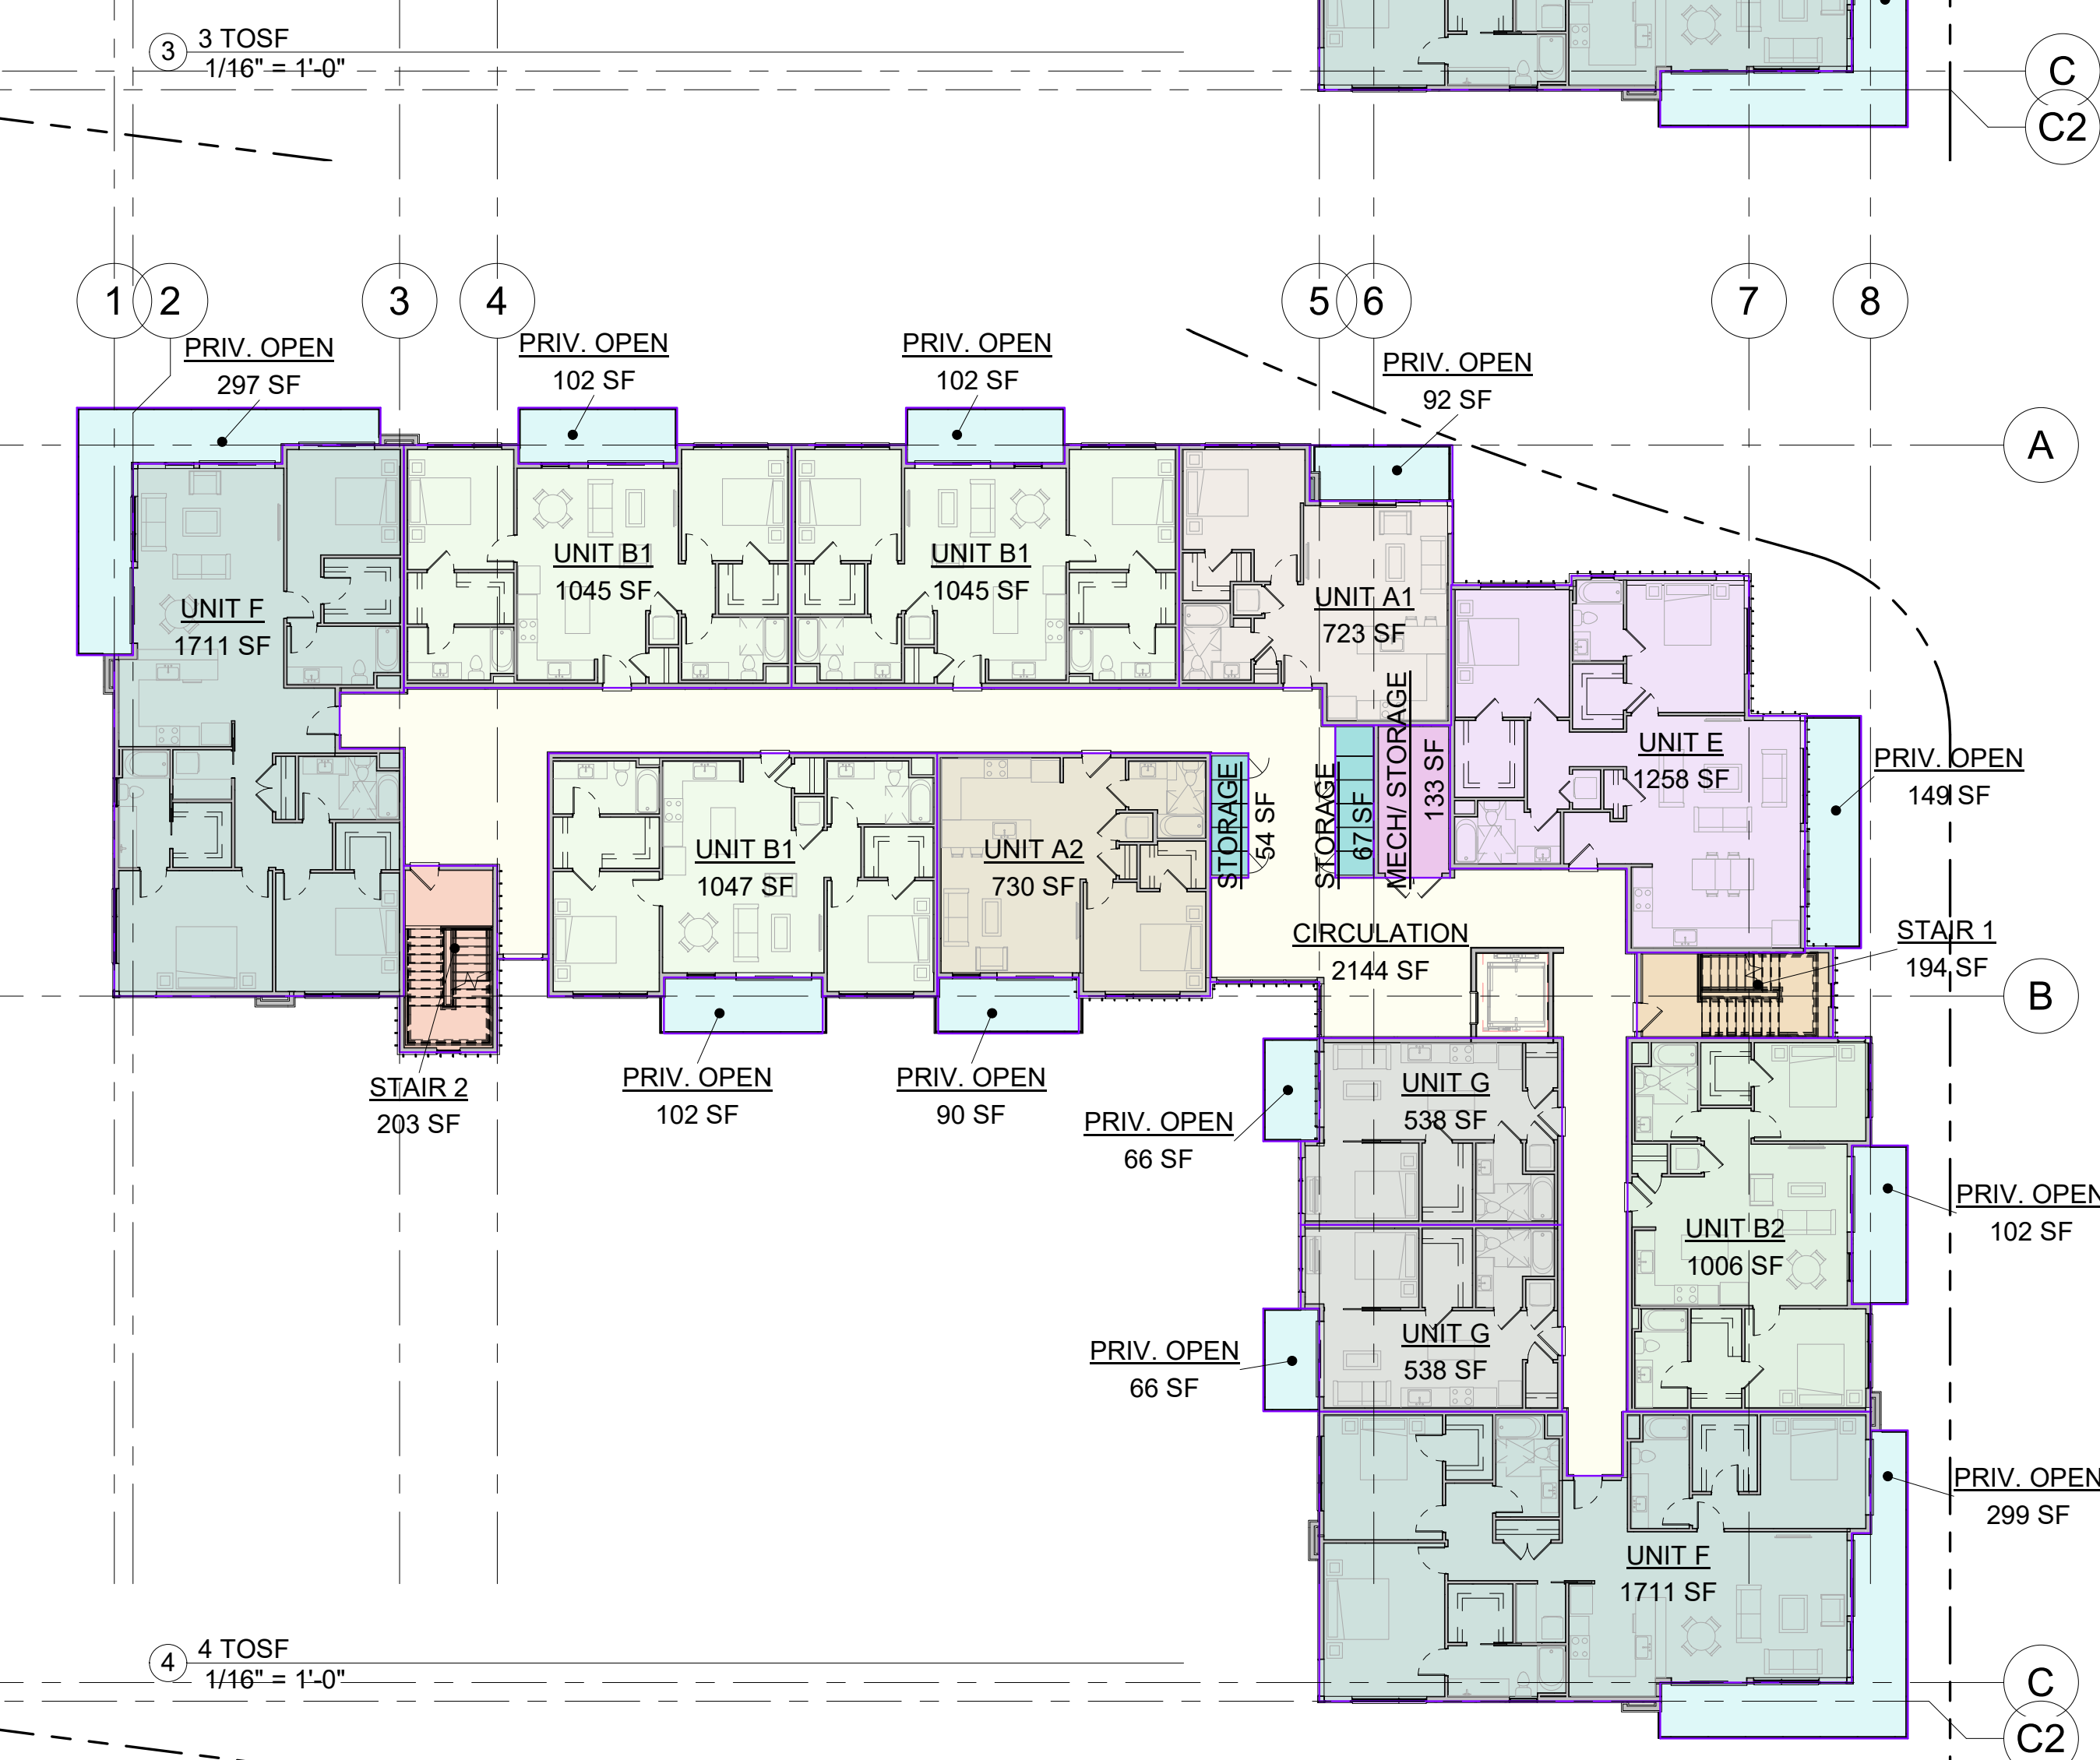 3
3 TOSF
1/16" = 1'-0"
C
C2
1
2
3
4
5
6
7
8
PRIV. OPEN
297 SF
PRIV. OPEN
102 SF
PRIV. OPEN
102 SF
PRIV. OPEN
92 SF
A
UNIT F
1711 SF
UNIT B1
1045 SF
UNIT B1
1045 SF
UNIT A1
723 SF
UNIT E
1258 SF
PRIV. OPEN
149 SF
UNIT B1
1047 SF
UNIT A2
730 SF
STORAGE
54 SF
STORAGE
67 SF
MECH/ STORAGE
133 SF
CIRCULATION
2144 SF
STAIR 1
194 SF
B
STAIR 2
203 SF
PRIV. OPEN
102 SF
PRIV. OPEN
90 SF
PRIV. OPEN
66 SF
UNIT G
538 SF
UNIT B2
1006 SF
PRIV. OPEN
102 SF
PRIV. OPEN
66 SF
UNIT G
538 SF
PRIV. OPEN
299 SF
UNIT F
1711 SF
4
4 TOSF
1/16" = 1'-0"
C
C2